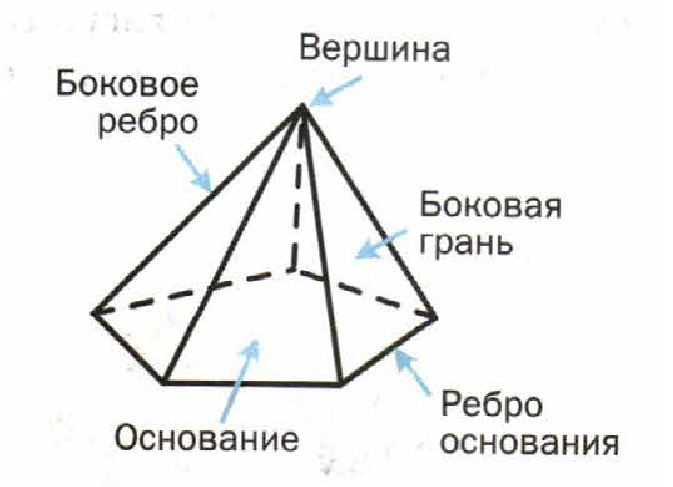 Вершина
Боковое
ребро
Боковая
грань
Ребро
основания
Основание